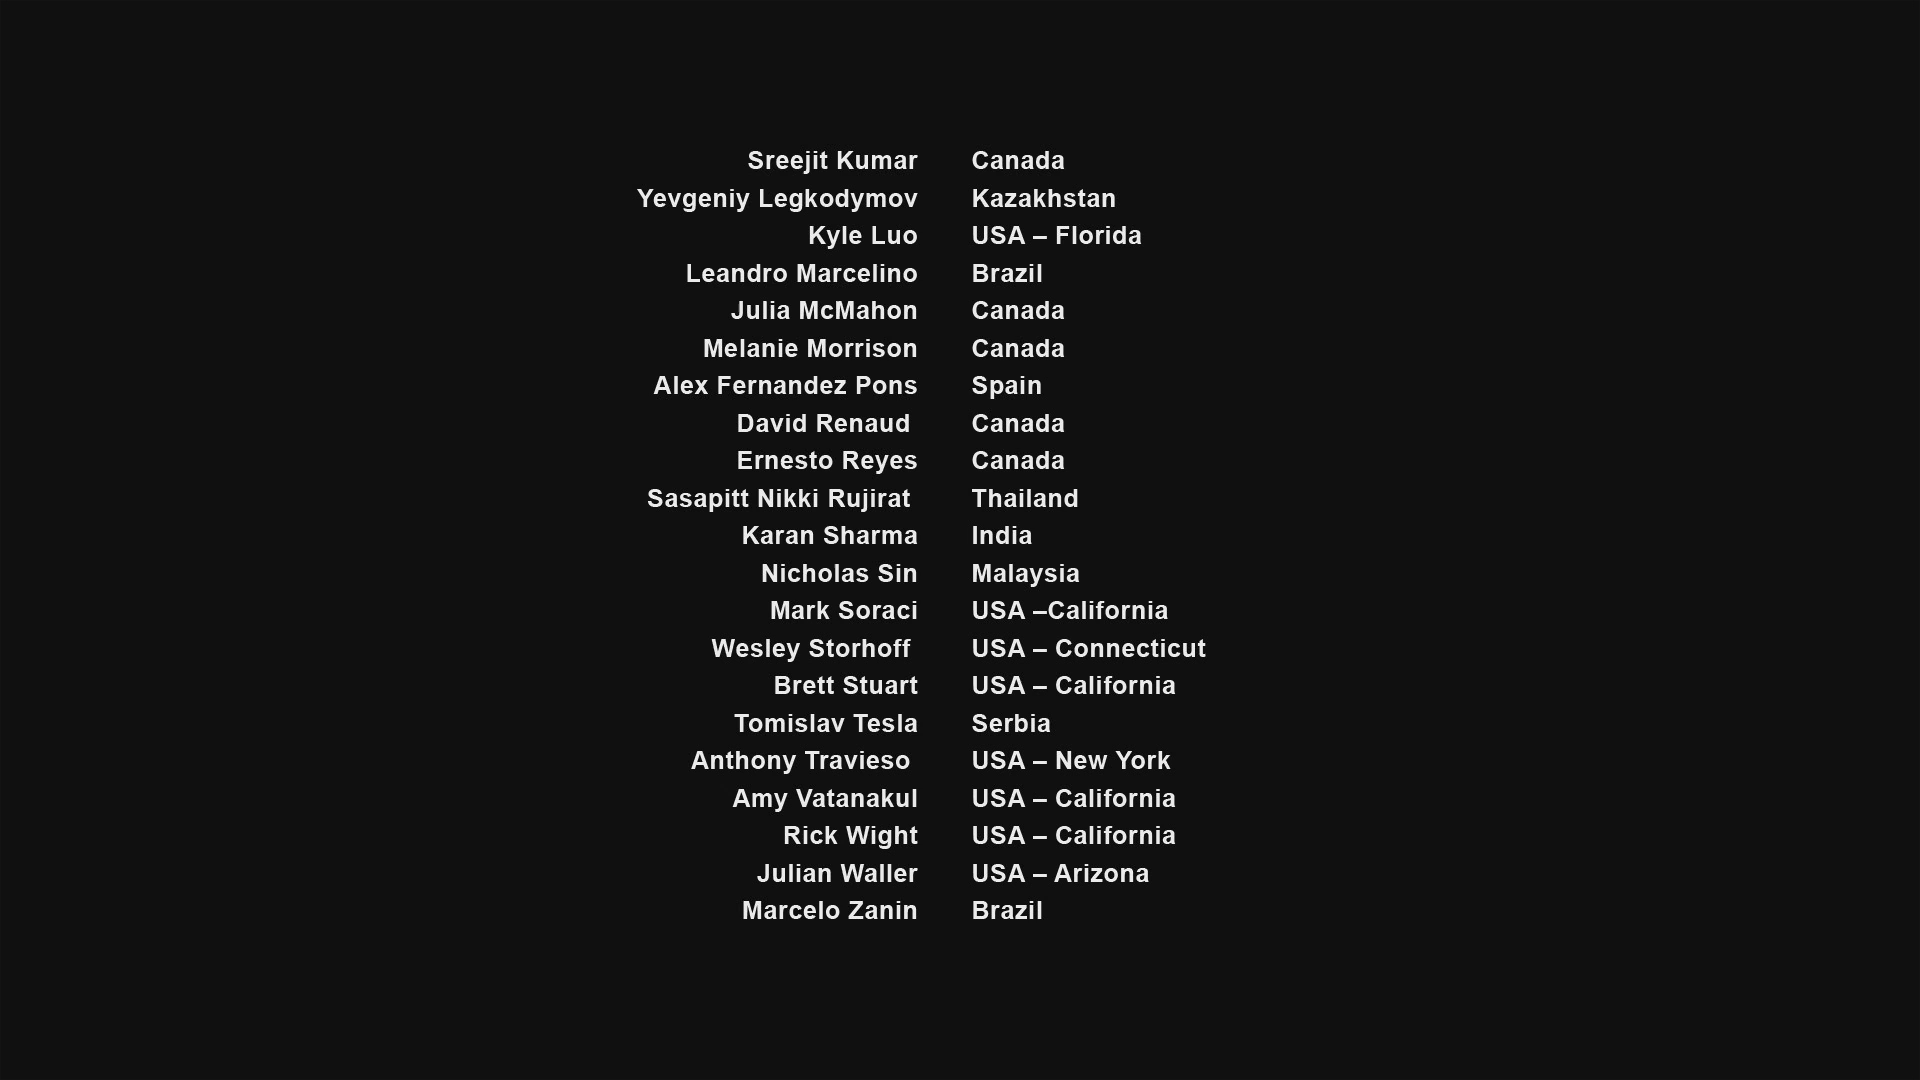 Sreejit Kumar Canada
Yevgeniy Legkodymov Kazakhstan
Kyle Luo USA – Florida
Leandro Marcelino Brazil
Julia McMahon Canada
Melanie Morrison Canada
Alex Fernandez Pons Spain
David Renaud Canada
Ernesto Reyes Canada
Sasapitt Nikki Rujirat Thailand
Karan Sharma India
Nicholas Sin Malaysia
Mark Soraci USA –California
Wesley Storhoff USA – Connecticut
Brett Stuart USA – California
Tomislav Tesla Serbia
Anthony Travieso USA – New York
Amy Vatanakul USA – California
Rick Wight USA – California
Julian Waller USA – Arizona
Marcelo Zanin Brazil